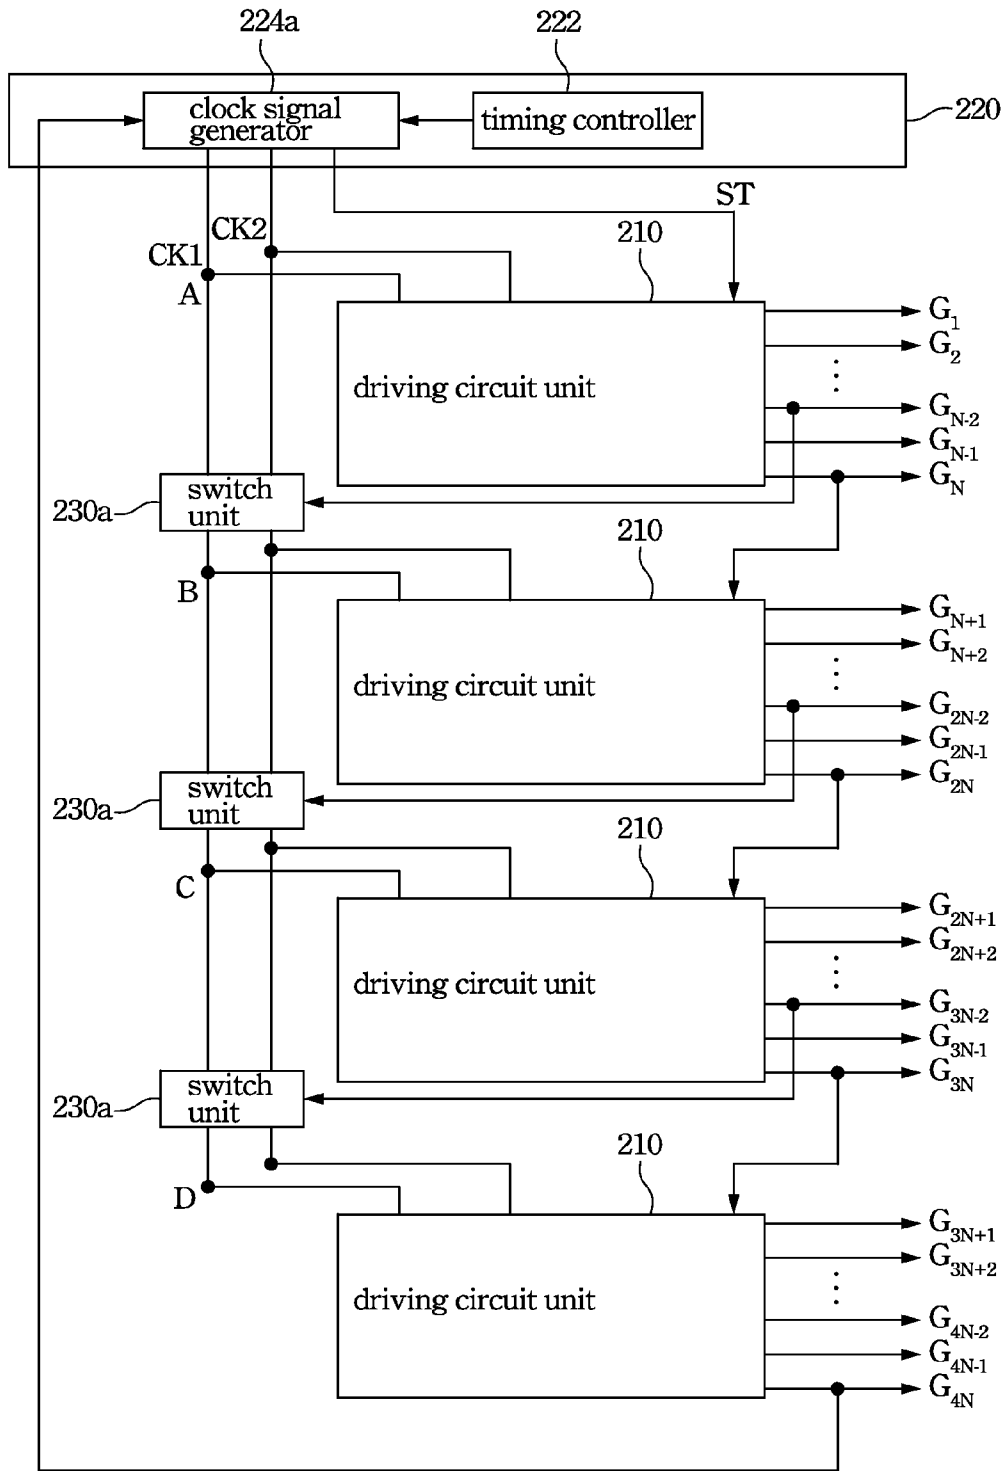 224a
222
clock signal
generator
timing controller
220
ST
CK2
CK1
210
A
G1
G2
driving circuit unit
GN-2
GN-1
GN
switch
unit
230a
210
B
GN+1
GN+2
driving circuit unit
G2N-2
G2N-1
G2N
switch
unit
230a
210
C
G2N+1
G2N+2
driving circuit unit
G3N-2
G3N-1
G3N
switch
unit
230a
210
D
G3N+1
G3N+2
driving circuit unit
G4N-2
G4N-1
G4N